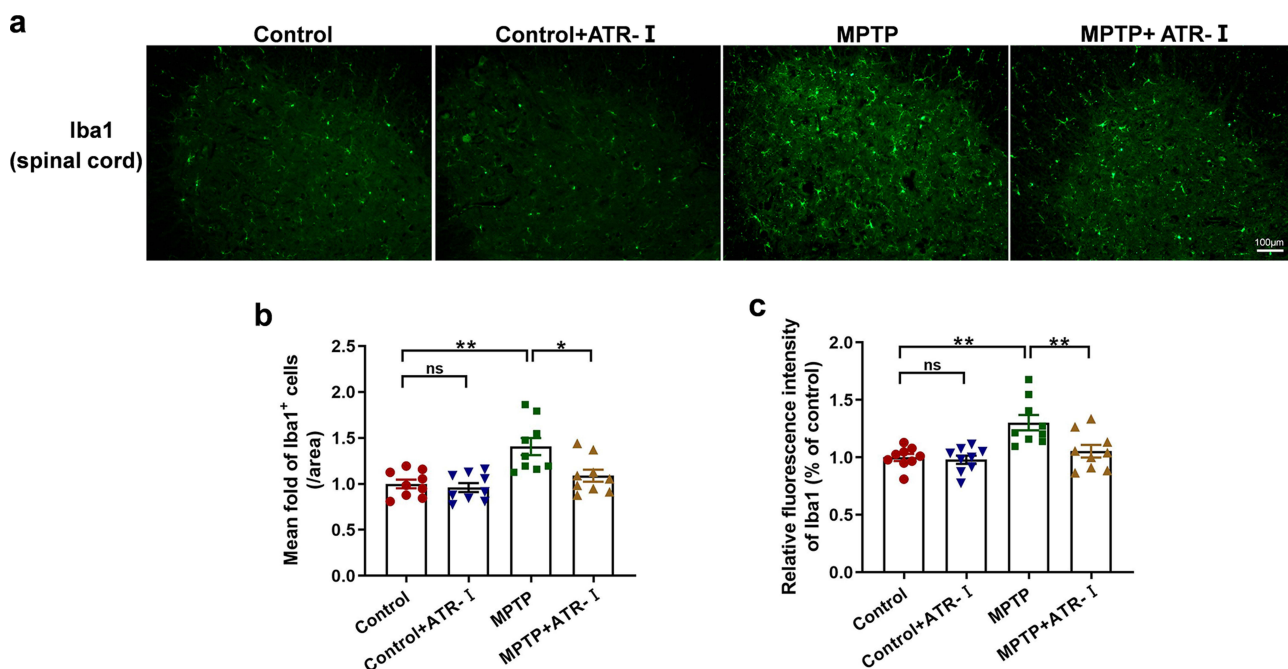 a
Control
Control+ATR-Ⅰ
MPTP
MPTP+ ATR-Ⅰ
Iba1
(spinal cord)
100μm
b
Mean fold of Iba1⁺ cells
(/area)
2.5
2.0
1.5
1.0
0.5
0.0
ns
**
*
Control
Control+ATR-Ⅰ
MPTP
MPTP+ATR-Ⅰ
c
Relative fluorescence intensity
of Iba1 (% of control)
2.0
1.5
1.0
0.5
0.0
ns
**
**
Control
Control+ATR-Ⅰ
MPTP
MPTP+ATR-Ⅰ